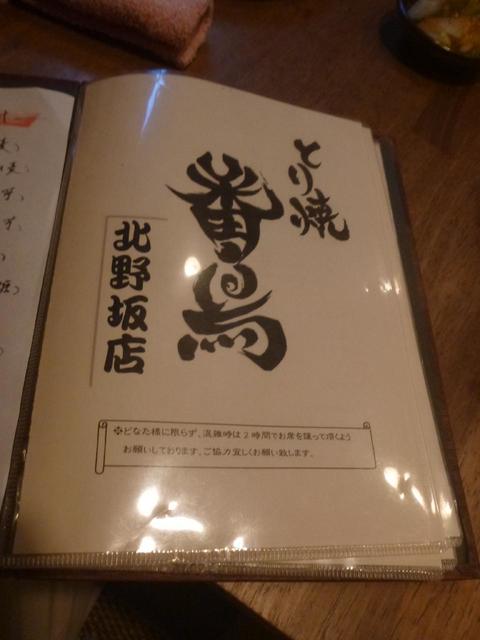 とり焼
番鳥
北野坂店
※どなた様に限らず、混雑時は2時間でお席を譲って頂くよう
お願いしております。ご協力宜しくお願い致します。